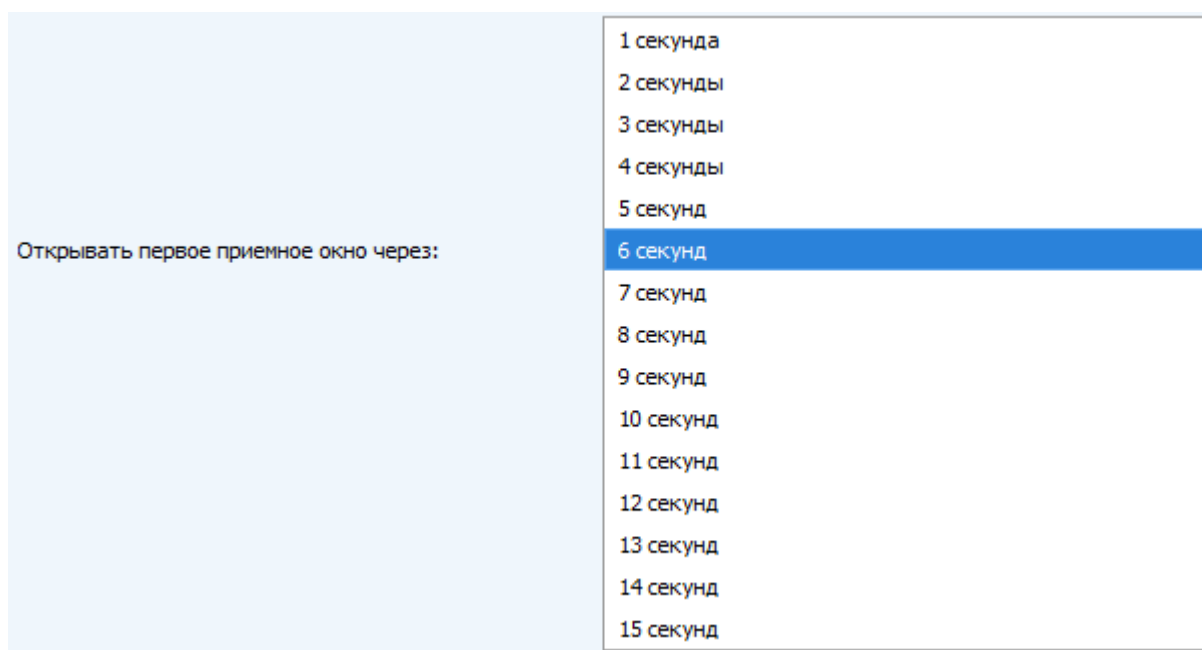 1 секунда
2 секунды
3 секунды
4 секунды
5 секунд
Открывать первое приемное окно через:
6 секунд
7 секунд
8 секунд
9 секунд
10 секунд
11 секунд
12 секунд
13 секунд
14 секунд
15 секунд